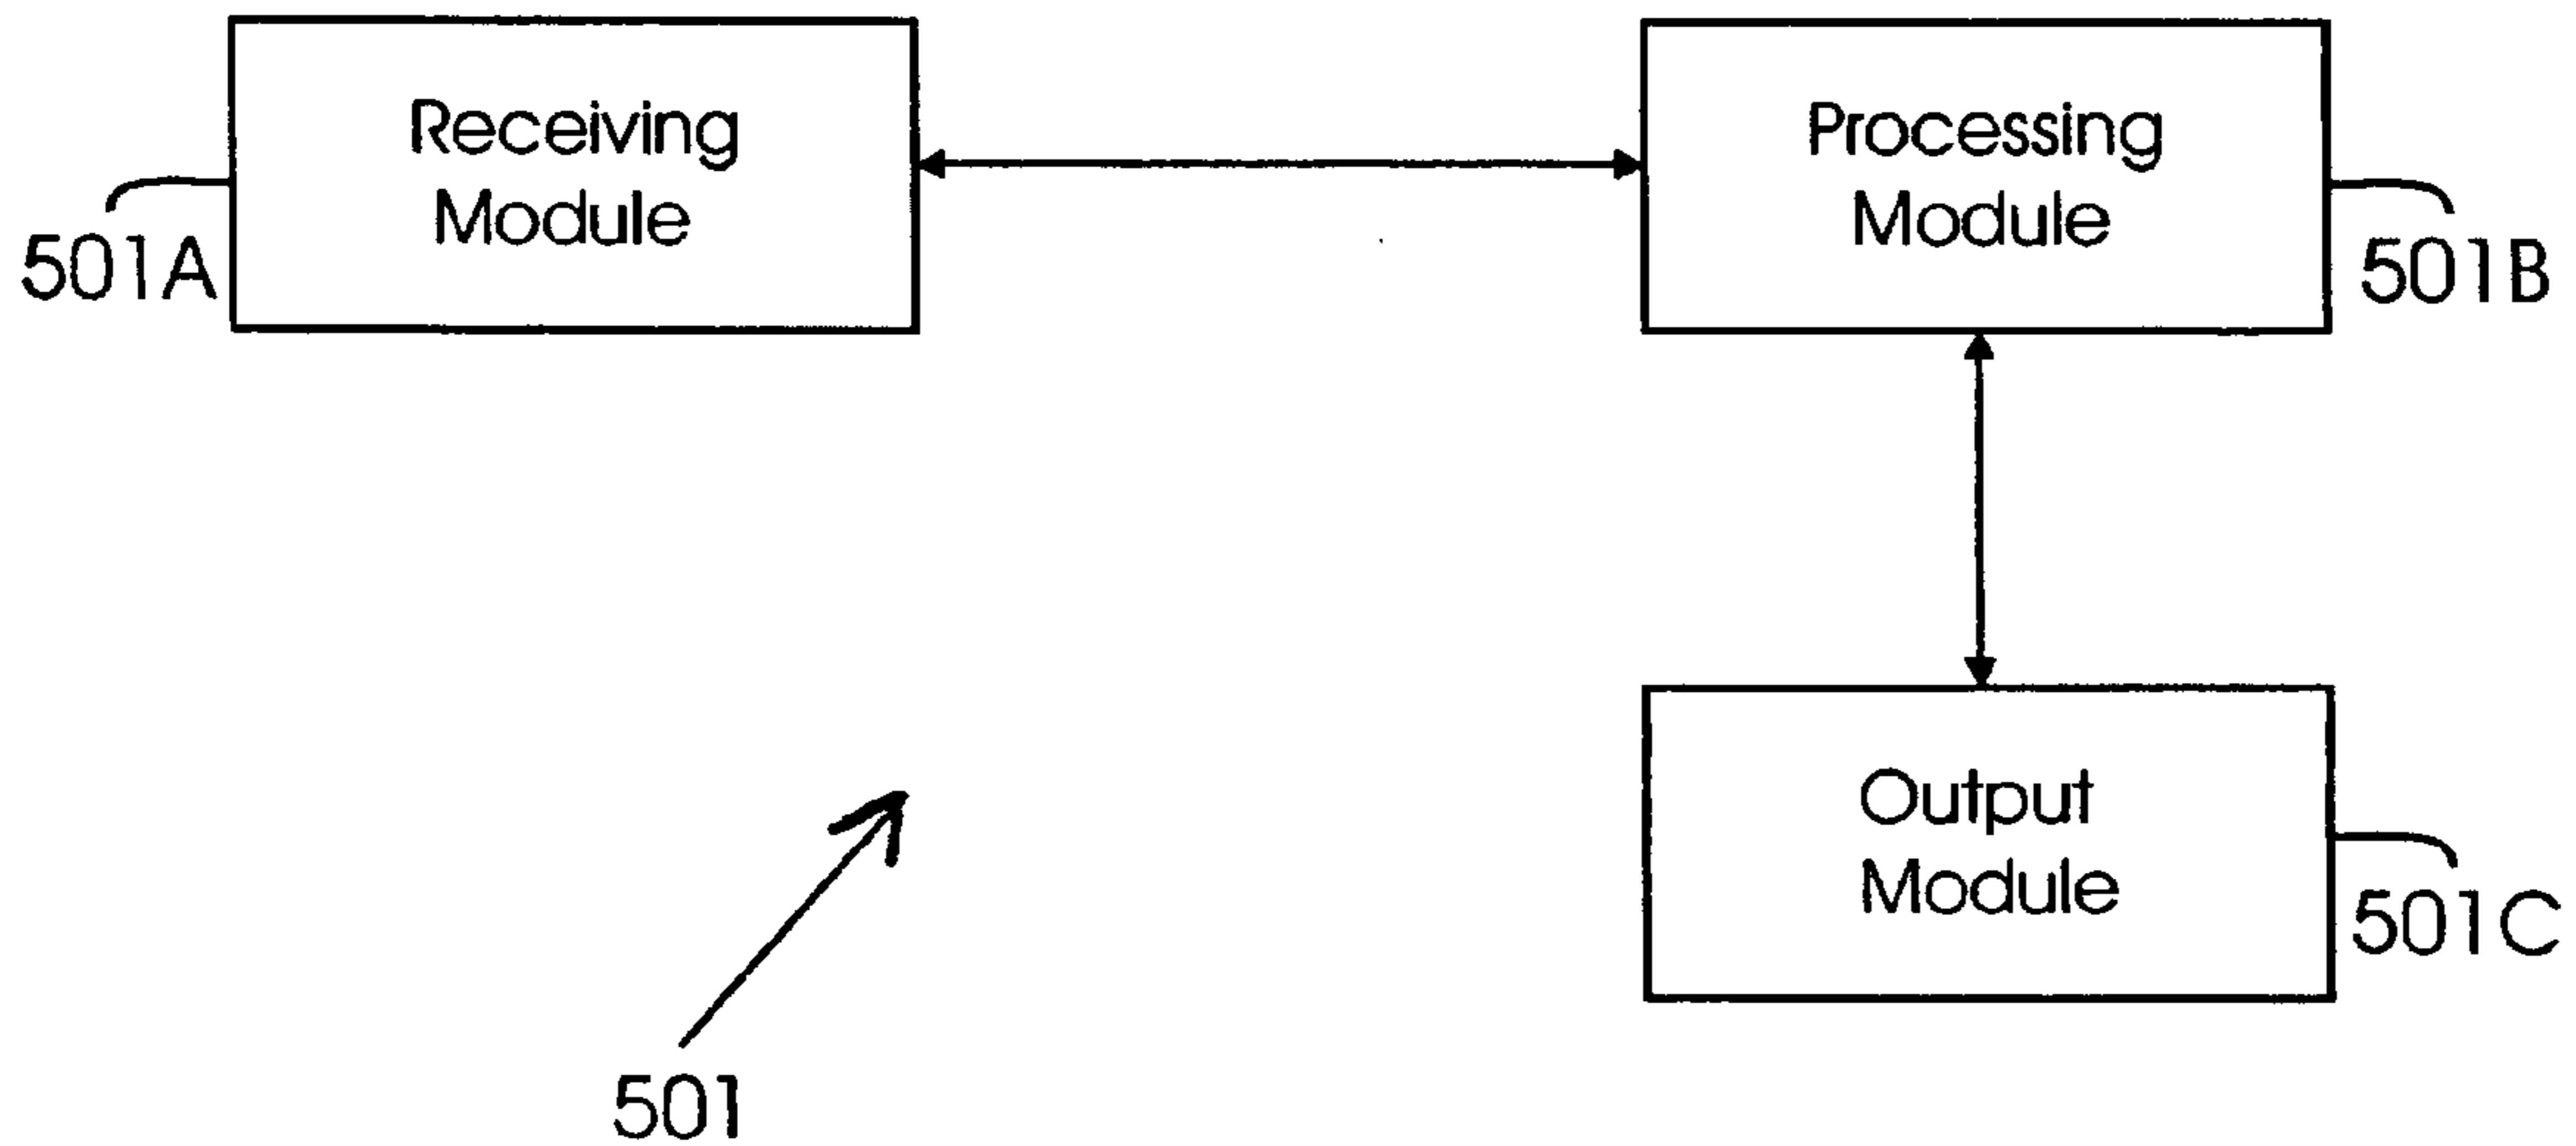 Receiving
Module
501A
Processing
Module
501B
Output
Module
501C
501